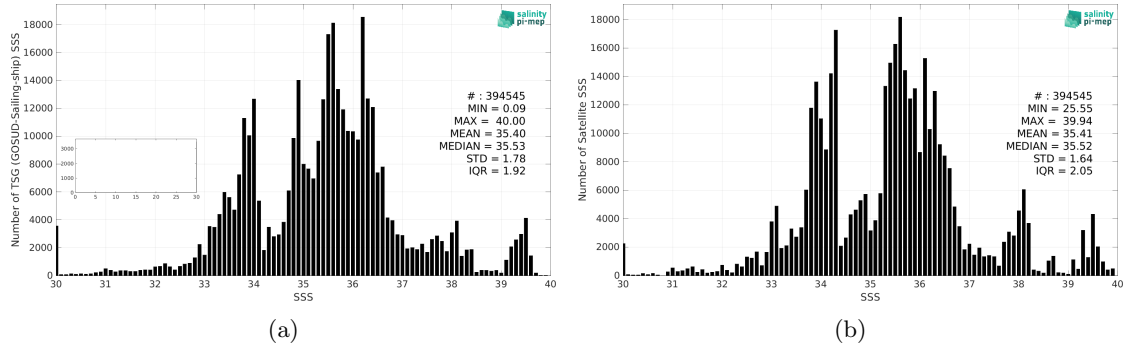 18000
16000
14000
12000
10000
8000
6000
4000
2000
0
Number of TSG (GOSUD-Sailing-ship) SSS
salinity
pi-mep
# : 394545
MIN = 0.09
MAX = 40.00
MEAN = 35.40
MEDIAN = 35.53
STD = 1.78
IQR = 1.92
3000
2000
1000
0
0 5 10 15 20 25 30
30 31 32 33 34 35 36 37 38 39 40
SSS
(a)
18000
16000
14000
12000
10000
8000
6000
4000
2000
0
Number of Satellite SSS
salinity
pi-mep
# : 394545
MIN = 25.55
MAX = 39.94
MEAN = 35.41
MEDIAN = 35.52
STD = 1.64
IQR = 2.05
30 31 32 33 34 35 36 37 38 39 40
SSS
(b)